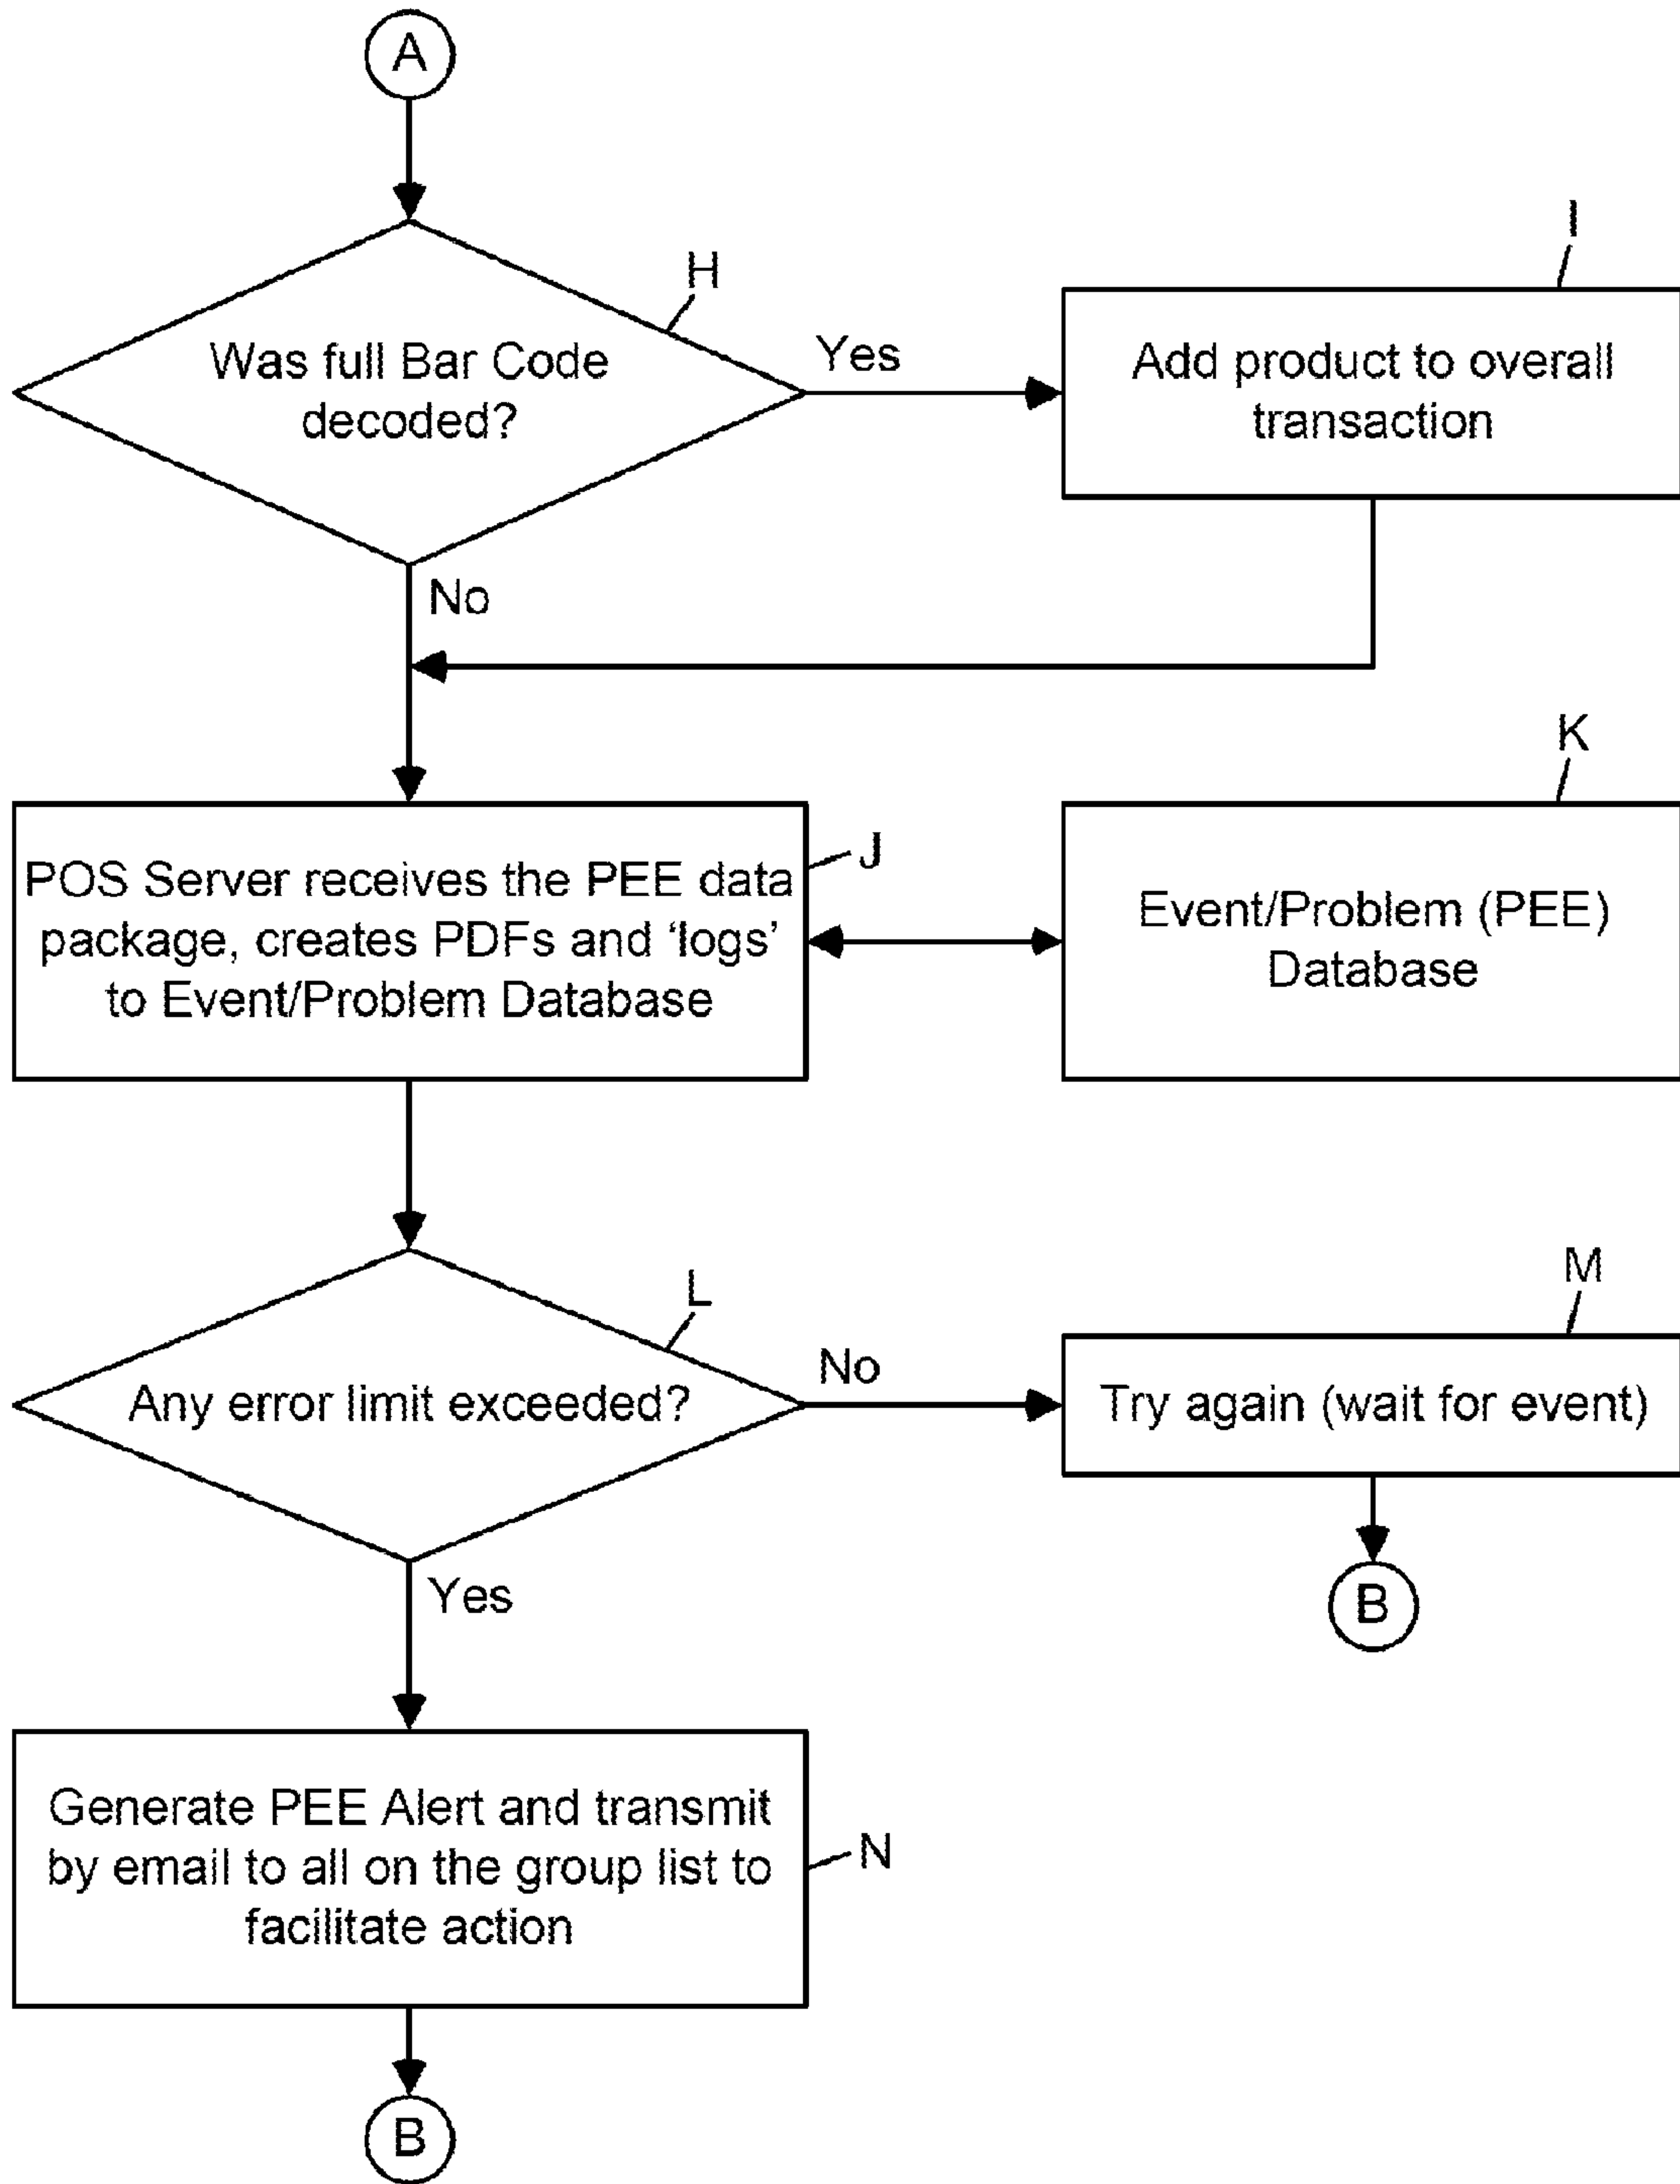 A
H
Was full Bar Code
decoded?
Yes
I
Add product to overall
transaction
No
J
POS Server receives the PEE data
package, creates PDFs and ‘logs’
to Event/Problem Database
K
Event/Problem (PEE)
Database
L
Any error limit exceeded?
No
M
Try again (wait for event)
B
Yes
N
Generate PEE Alert and transmit
by email to all on the group list to
facilitate action
B